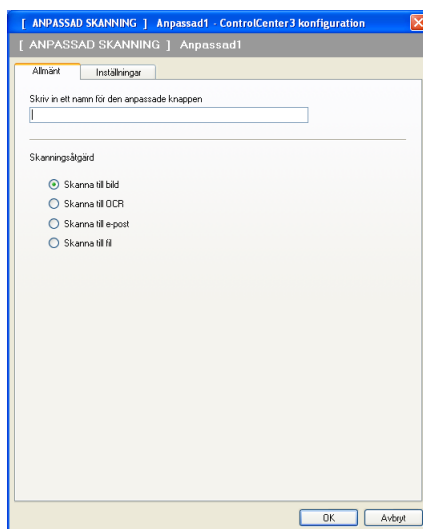 [ ANPASSAD SKANNING ] Anpassad1 - ControlCenter3 konfiguration
[ ANPASSAD SKANNING ] Anpassad1
Allmänt Inställningar
Skriv in ett namn för den anpassade knappen
Skanningsåtgärd
Skanna till bild
Skanna till OCR
Skanna till e-post
Skanna till fil
OK Avbryt